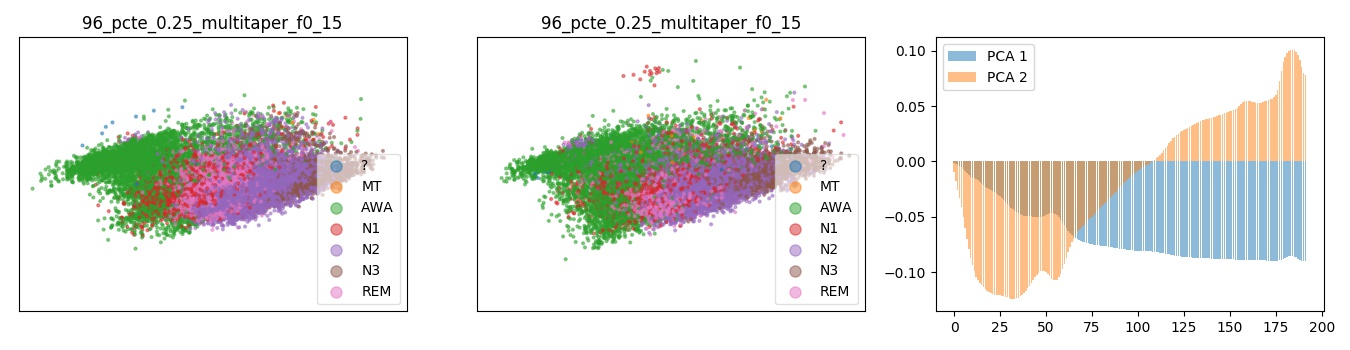 96_pcte_0.25_multitaper_f0_15
?
MT
AWA
N1
N2
N3
REM
96_pcte_0.25_multitaper_f0_15
?
MT
AWA
N1
N2
N3
REM
PCA 1
PCA 2
0.10
0.05
0.00
−0.05
−0.10
0 25 50 75 100 125 150 175 200